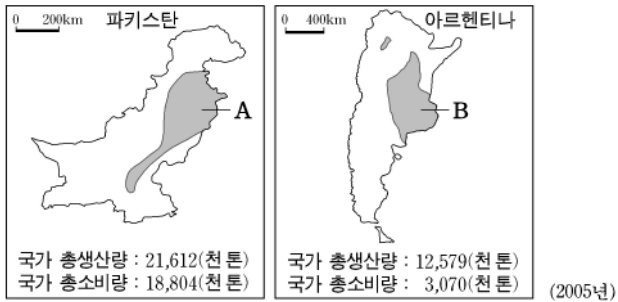 0 200km 파키스탄
A
국가 총생산량 : 21,612(천 톤)
국가 총소비량 : 18,804(천 톤)
0 400km 아르헨티나
B
국가 총생산량 : 12,579(천 톤)
국가 총소비량 : 3,070(천 톤)
(2005년)